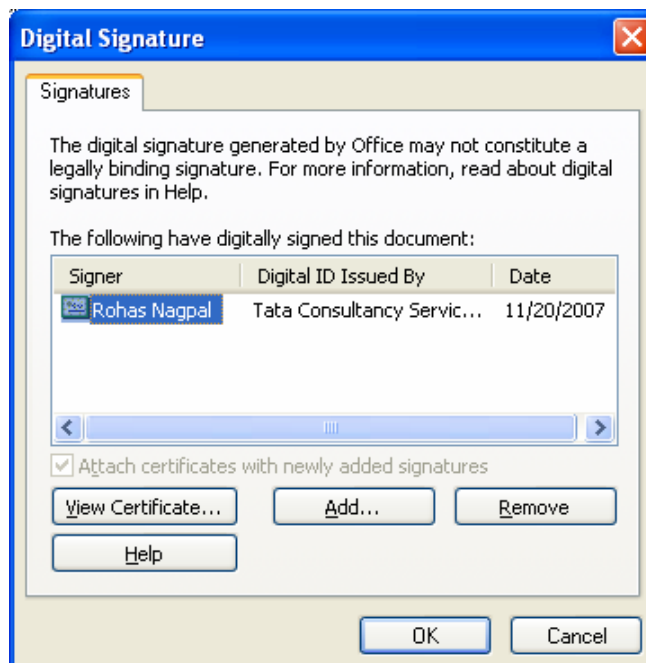 Digital Signature
Signatures
The digital signature generated by Office may not constitute a
legally binding signature. For more information, read about digital
signatures in Help.
The following have digitally signed this document:
Signer Digital ID Issued By Date
Rohas Nagpal Tata Consultancy Servic... 11/20/2007
Attach certificates with newly added signatures
View Certificate... Add... Remove
Help
OK Cancel